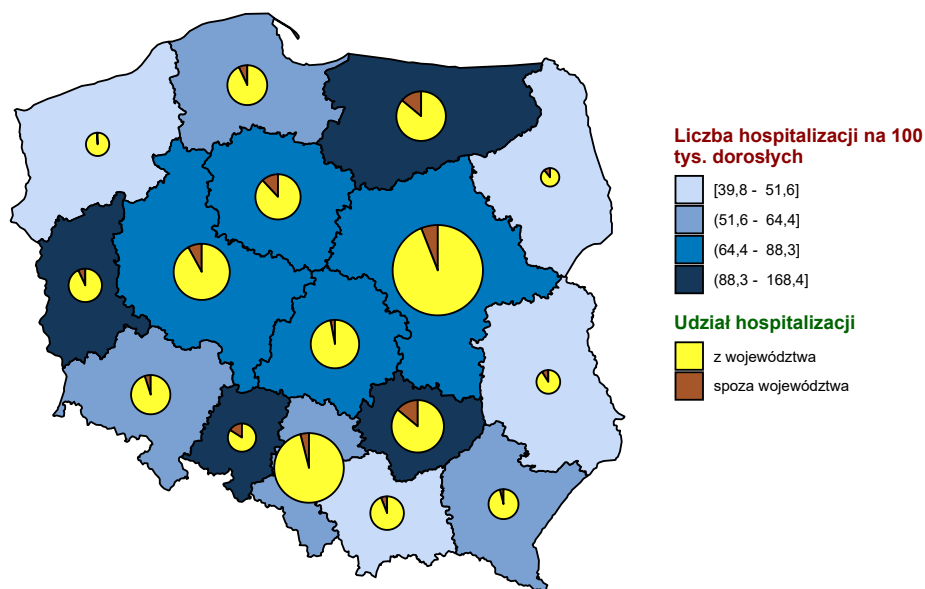 Liczba hospitalizacji na 100
tys. dorosłych
[39,8 - 51,6]
(51,6 - 64,4]
(64,4 - 88,3]
(88,3 - 168,4]
Udział hospitalizacji
z województwa
spoza województwa